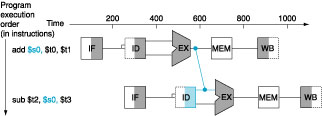 Program
execution
order
(in instructions)
Time
200 400 600 800 1000
add $s0, $t0, $t1
IF ID EX MEM WB
sub $t2, $s0, $t3
IF ID EX MEM WB